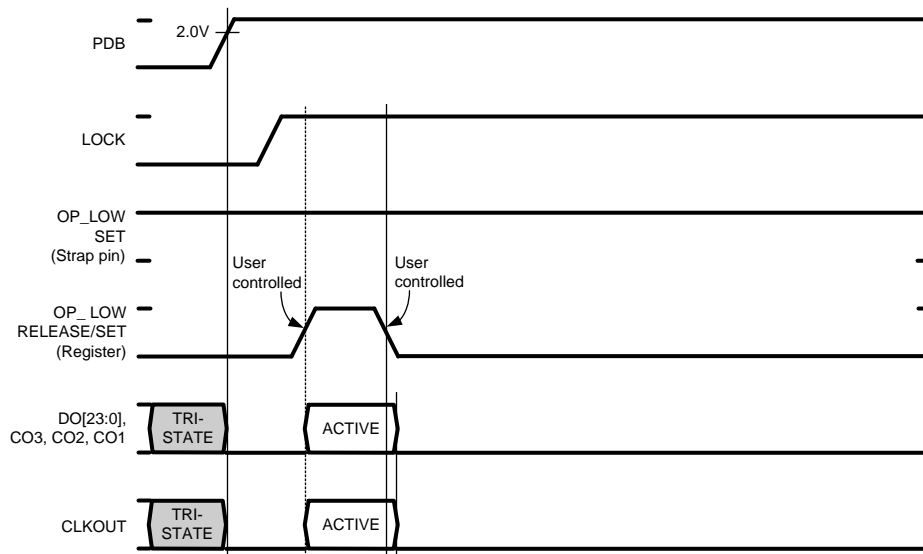 PDB
2.0V
LOCK
OP_LOW
SET
(Strap pin)
User
controlled
User
controlled
OP_ LOW
RELEASE/SET
(Register)
DO[23:0],
CO3, CO2, CO1
TRI-
STATE
ACTIVE
CLKOUT
TRI-
STATE
ACTIVE